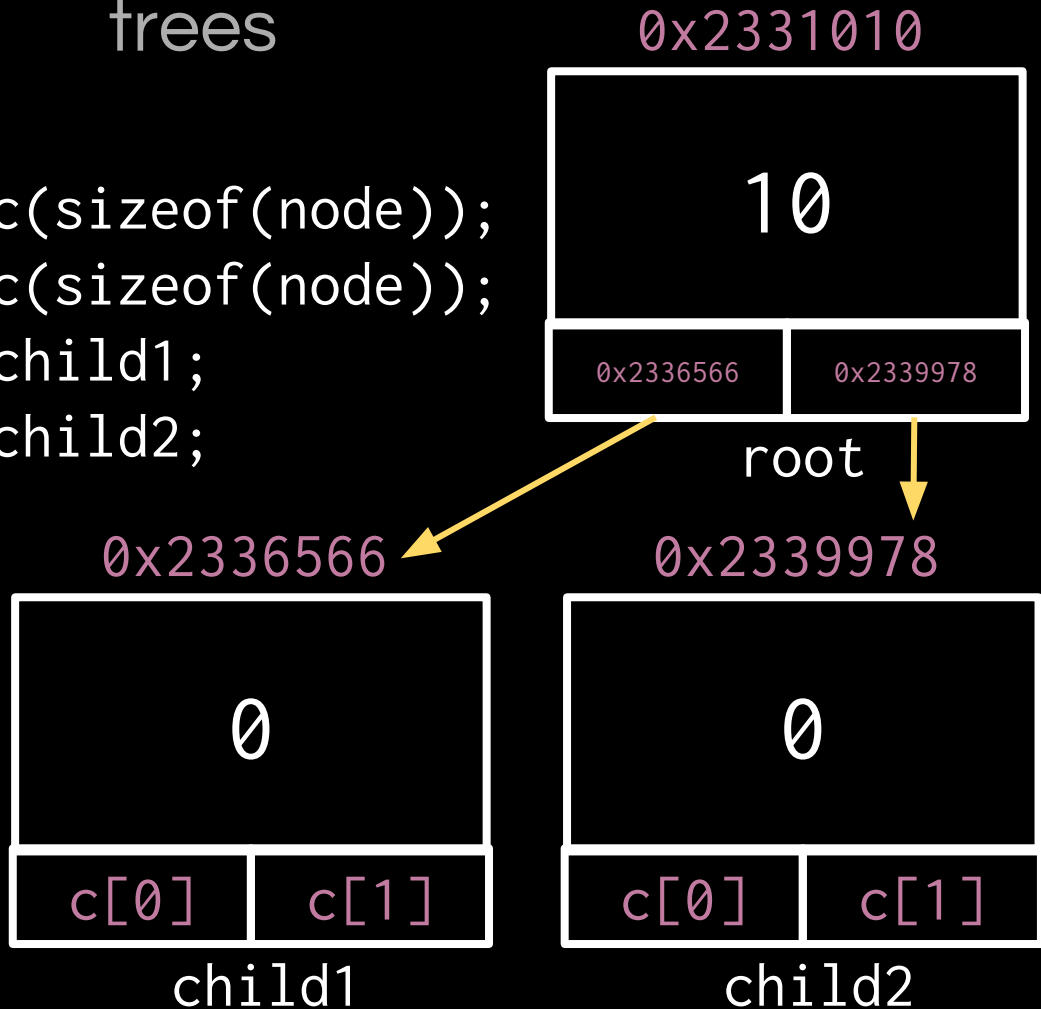 trees
0x2331010
c(sizeof(node));
c(sizeof(node));
child1;
child2;
10
0x2336566 0x2339978
root
0x2336566 0x2339978
0 0
c[0] c[1] c[0] c[1]
child1 child2